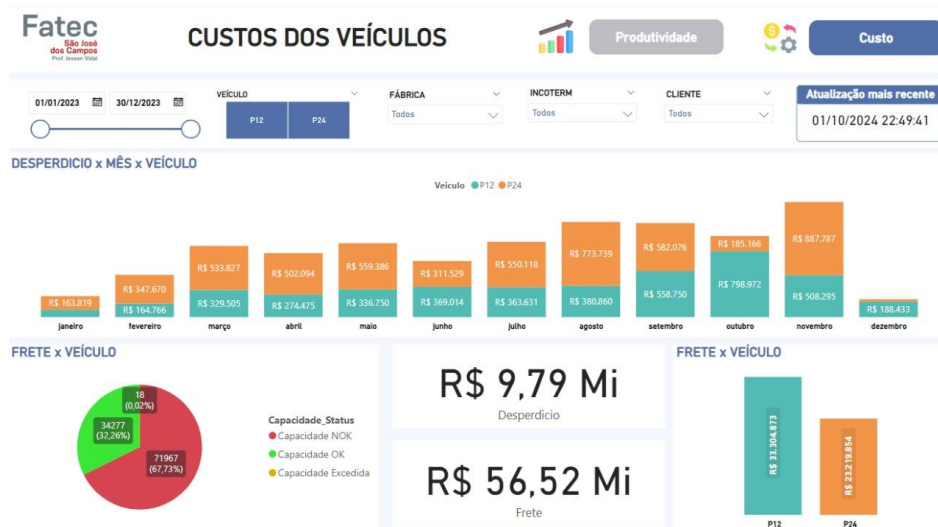 Fatec
São José
dos Campos
Prof. Jessen Vidal
CUSTOS DOS VEÍCULOS
Produtividade
Custo
01/01/2023 30/12/2023
VEÍCULO
P12 P24
FÁBRICA
Todos
INCOTERM
Todos
CLIENTE
Todos
Atualização mais recente
01/10/2024 22:49:41
DESPERDICIO x MÊS x VEÍCULO
Veiculo P12 P24
R$ 163.819
R$ 347.670
R$ 164.766
R$ 533.827
R$ 329.505
R$ 502.094
R$ 274.475
R$ 559.386
R$ 336.750
R$ 311.529
R$ 369.014
R$ 550.118
R$ 363.631
R$ 773.739
R$ 380.860
R$ 582.076
R$ 558.750
R$ 185.166
R$ 798.972
R$ 887.787
R$ 508.295
R$ 188.433
janeiro fevereiro março abril maio junho julho agosto setembro outubro novembro dezembro
FRETE x VEÍCULO
18
(0,02%)
34277
(32,26%)
71967
(67,73%)
Capacidade_Status
Capacidade NOK
Capacidade OK
Capacidade Excedida
R$ 9,79 Mi
Desperdicio
R$ 56,52 Mi
Frete
FRETE x VEÍCULO
R$ 33.304.873
R$ 23.219.854
P12 P24